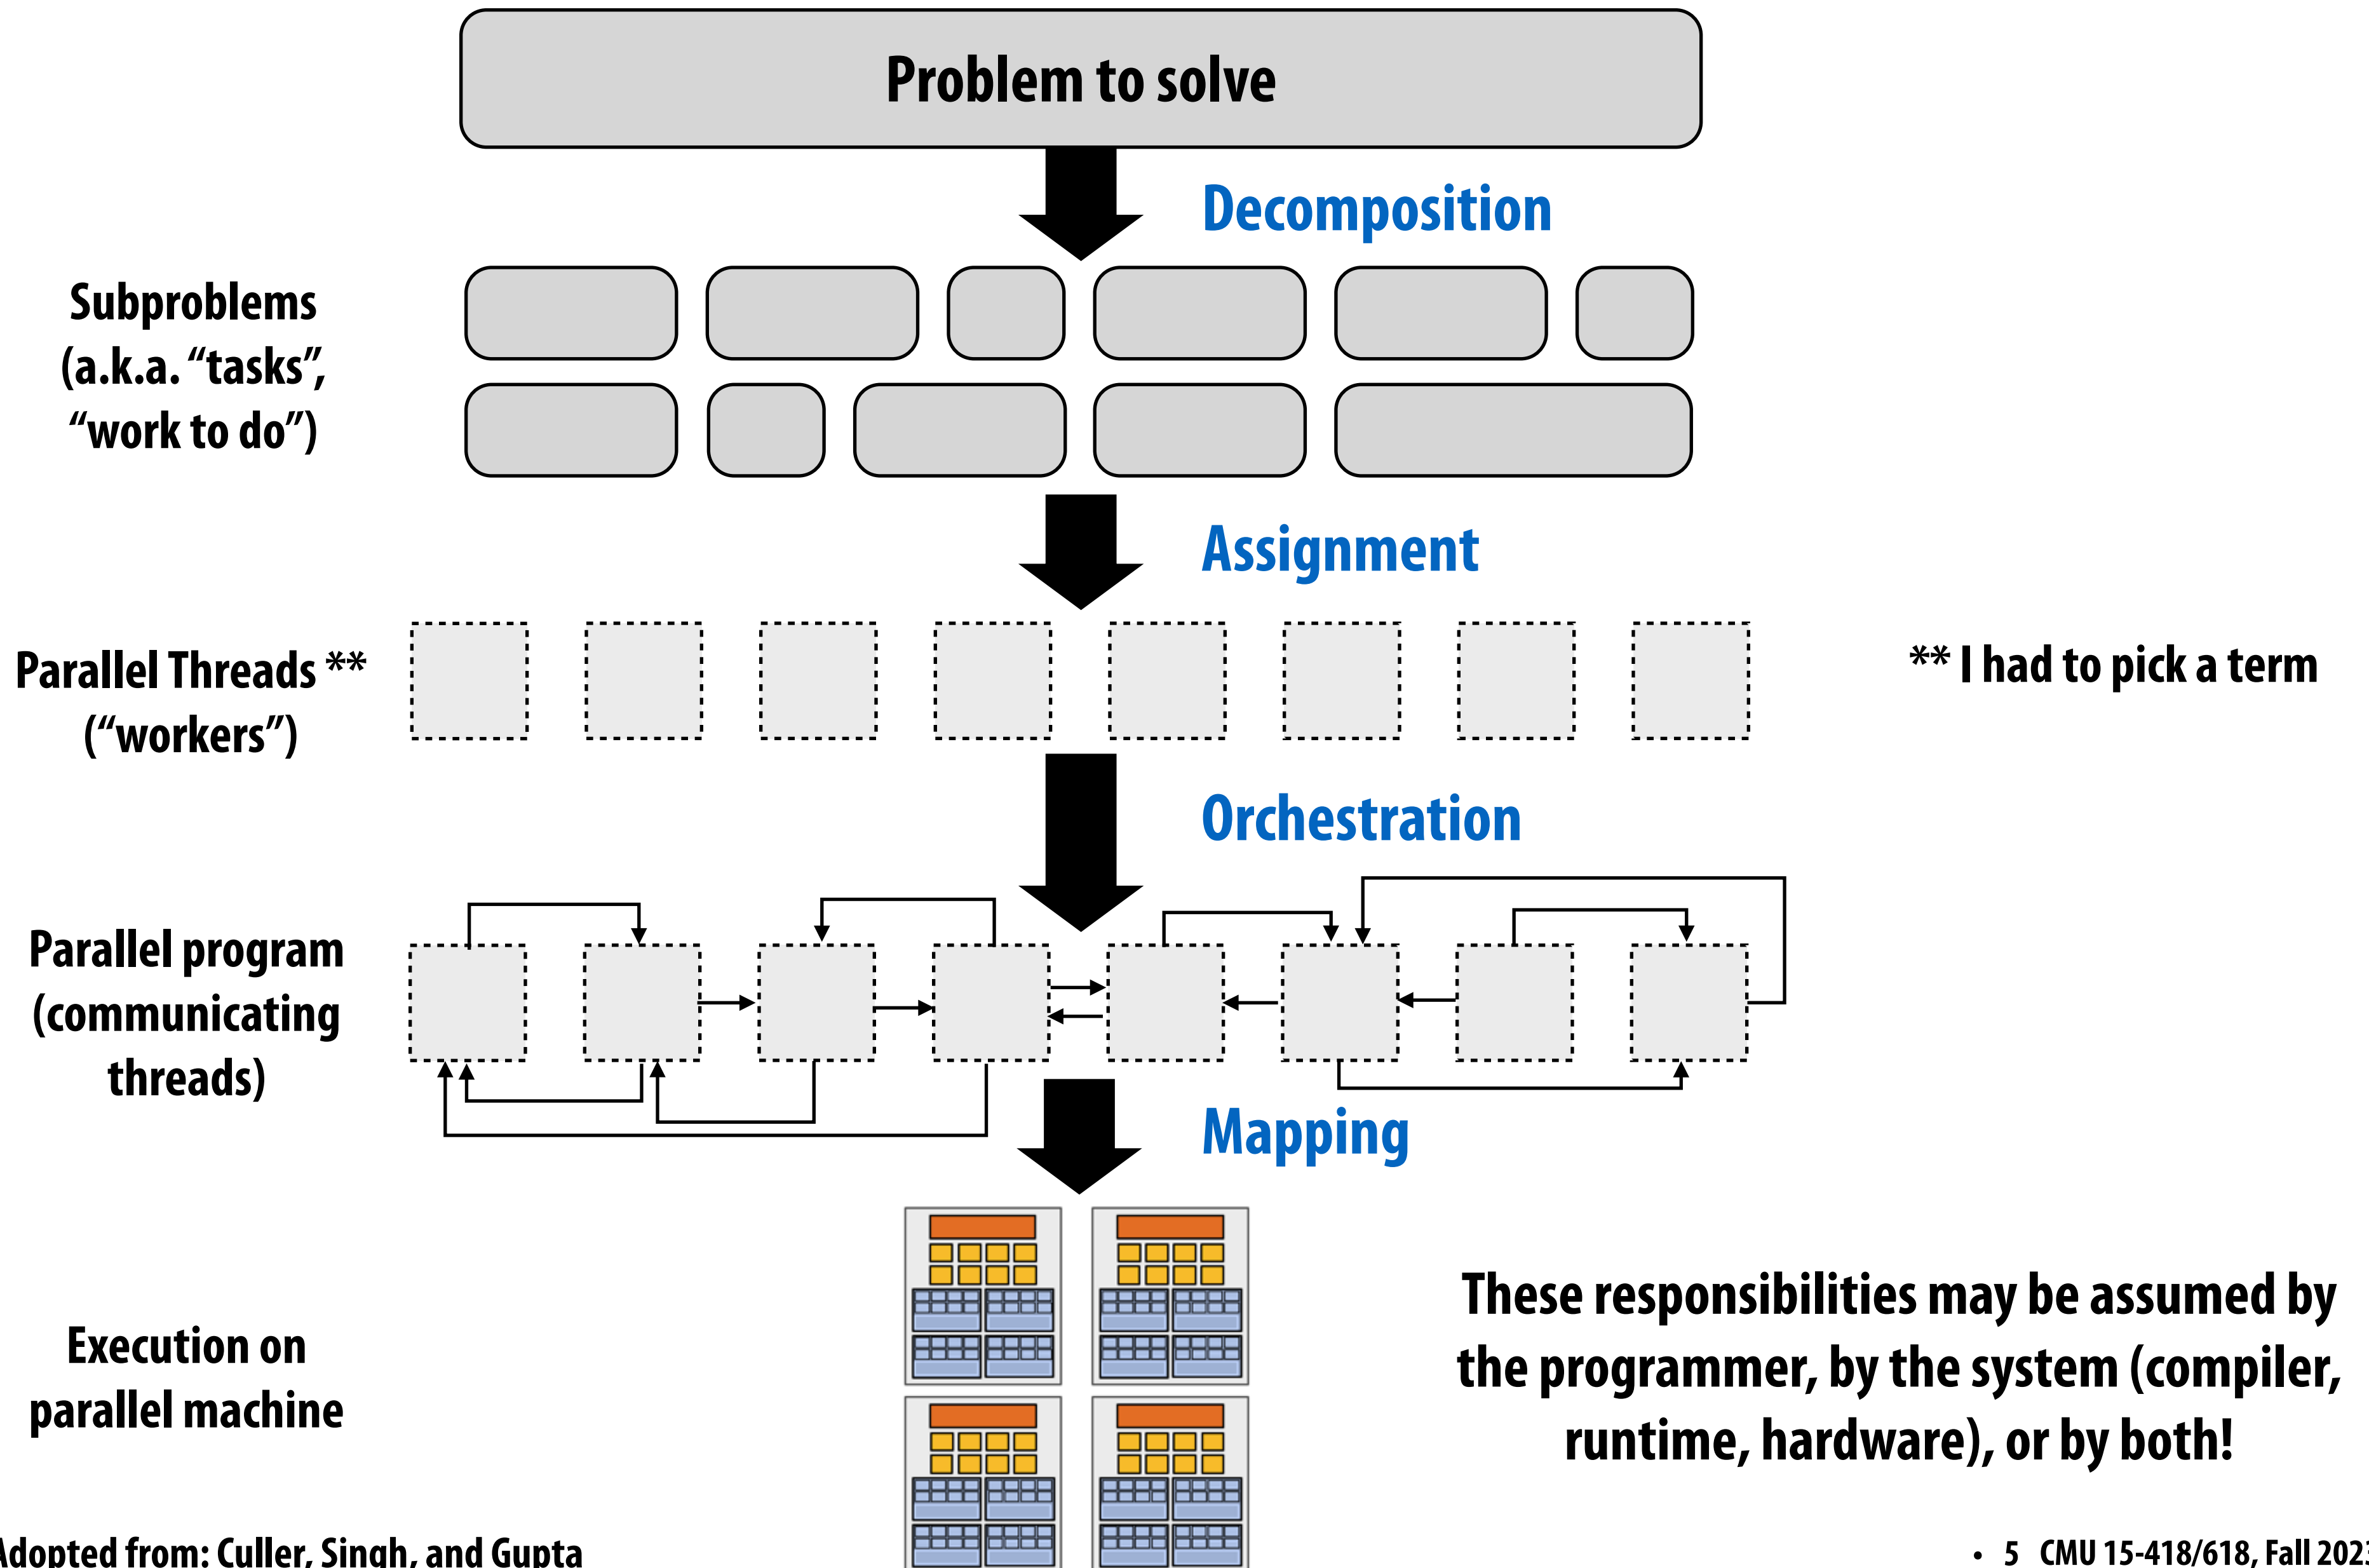 Problem to solve
Decomposition
Subproblems
(a.k.a. “tasks”,
“work to do”)
Assignment
Parallel Threads **
(“workers”)
** I had to pick a term
Orchestration
Parallel program
(communicating
threads)
Mapping
Execution on
parallel machine
These responsibilities may be assumed by
the programmer, by the system (compiler,
runtime, hardware), or by both!
Adopted from: Culler, Singh, and Gupta
• 5 CMU 15-418/618, Fall 2023